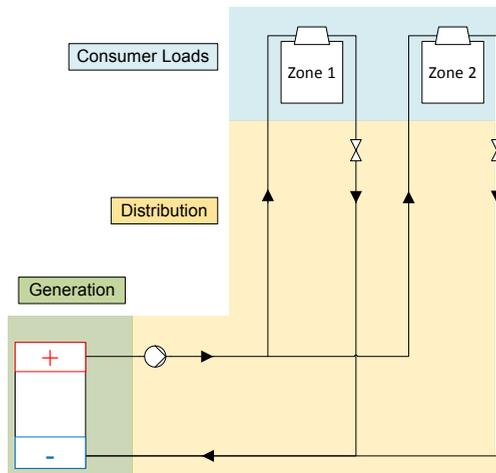 Consumer Loads
Zone 1
Zone 2
Distribution
Generation
+
-